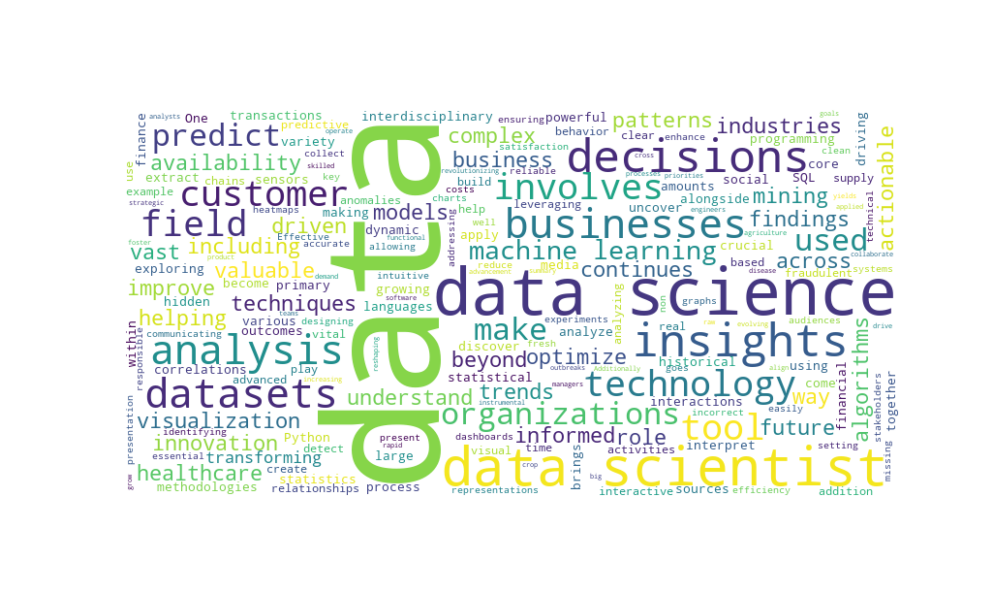 analysts
One
transactions
interdisciplinary
ensuring
powerful
patterns
industries
goals
finance
predict
predictive
operate
variety
data
complex
behavior
clear
enhance
programming
driving
actionable
satisfaction
availability
collect
skilled
business
revolutionizing
reliable
cross
decisions
core
clean
use
extract
chains
sensors
key
build
processes
priorities
social
SQL
supply
example
customer
anomalies
charts
costs
involves
amounts
mining
yields
strategic
heatmaps
making
models
help
leveraging
uncover
alongside
engineers
applied
technical
field
driven
dynamic
addressing
well
apply
businesses
findings
foster
Effective
functional
accurate
allowing
machine learning
crucial
agriculture
used
collaborate
vast
including
product
intuitive
advancement
summary
media
continues
based
disease
across
fraudulent
systems
exploring
valuable
become
demand
growing
reduce
improve
hidden
primary
software
languages
data science
non
graphs
techniques
various
teams
designing
helping
communicating
outcomes
vital
reshaping
discover
fresh
experiments
analyzing
real
raw
evolving
audiences
drive
make
analyze
insights
algorithms
within
responsible
analysis
correlations
play
advanced
increasing
understand
beyond
optimize
outbreaks
Additionally
historical
goes
align
using
come
statistical
instrumental
managers
technology
way
financial
stakeholders
together
datasets
trends
interactions
easily
visualization
organizations
incorrect
presentation
identifying
innovation
Python
present
rapid
detect
dashboards
informed
role
tool
future
setting
essential
transforming
large
visual
time
activities
interpret
missing
healthcare
create
statistics
crop
brings
data scientist
big
grow
methodologies
relationships
process
representations
interactive
sources
efficiency
addition